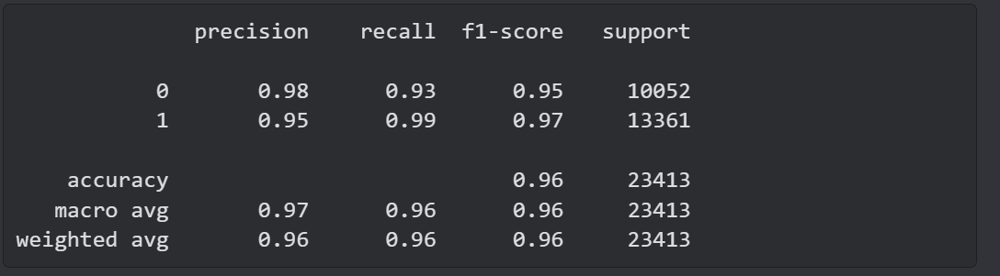 precision recall f1-score support
0 0.98 0.93 0.95 10052
1 0.95 0.99 0.97 13361
accuracy 0.96 23413
macro avg 0.97 0.96 0.96 23413
weighted avg 0.96 0.96 0.96 23413